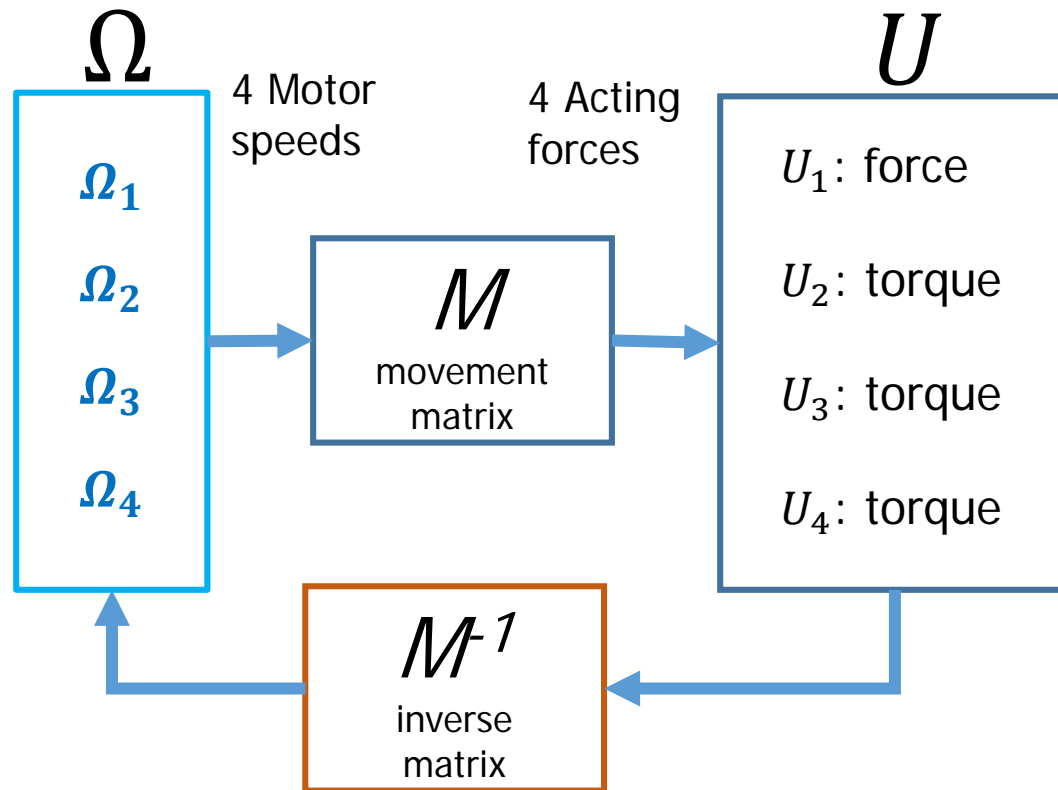 Ω
4 Motor
speeds
Ω₁
Ω₂
Ω₃
Ω₄
M
movement
matrix
4 Acting
forces
U
U₁: force
U₂: torque
U₃: torque
U₄: torque
M⁻¹
inverse
matrix